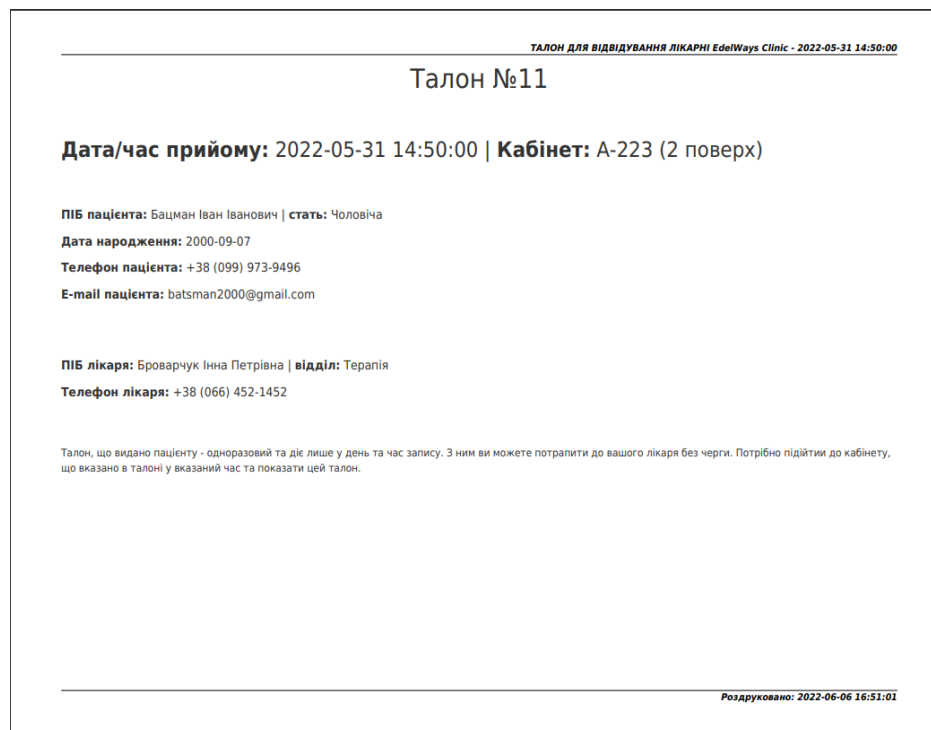 ТАЛОН ДЛЯ ВІДВІДУВАННЯ ЛІКАРНІ EdelWays Clinic - 2022-05-31 14:50:00
Талон №11
Дата/час прийому: 2022-05-31 14:50:00 | Кабінет: А-223 (2 поверх)
ПІБ пацієнта: Бацман Іван Іванович | стать: Чоловіча
Дата народження: 2000-09-07
Телефон пацієнта: +38 (099) 973-9496
E-mail пацієнта: batsman2000@gmail.com
ПІБ лікаря: Броварчук Інна Петрівна | відділ: Терапія
Телефон лікаря: +38 (066) 452-1452
Талон, що видано пацієнту - одноразовий та діє лише у день та час запису. З ним ви можете потрапити до вашого лікаря без черги. Потрібно підійтии до кабінету,
що вказано в талоні у вказаний час та показати цей талон.
Роздруковано: 2022-06-06 16:51:01